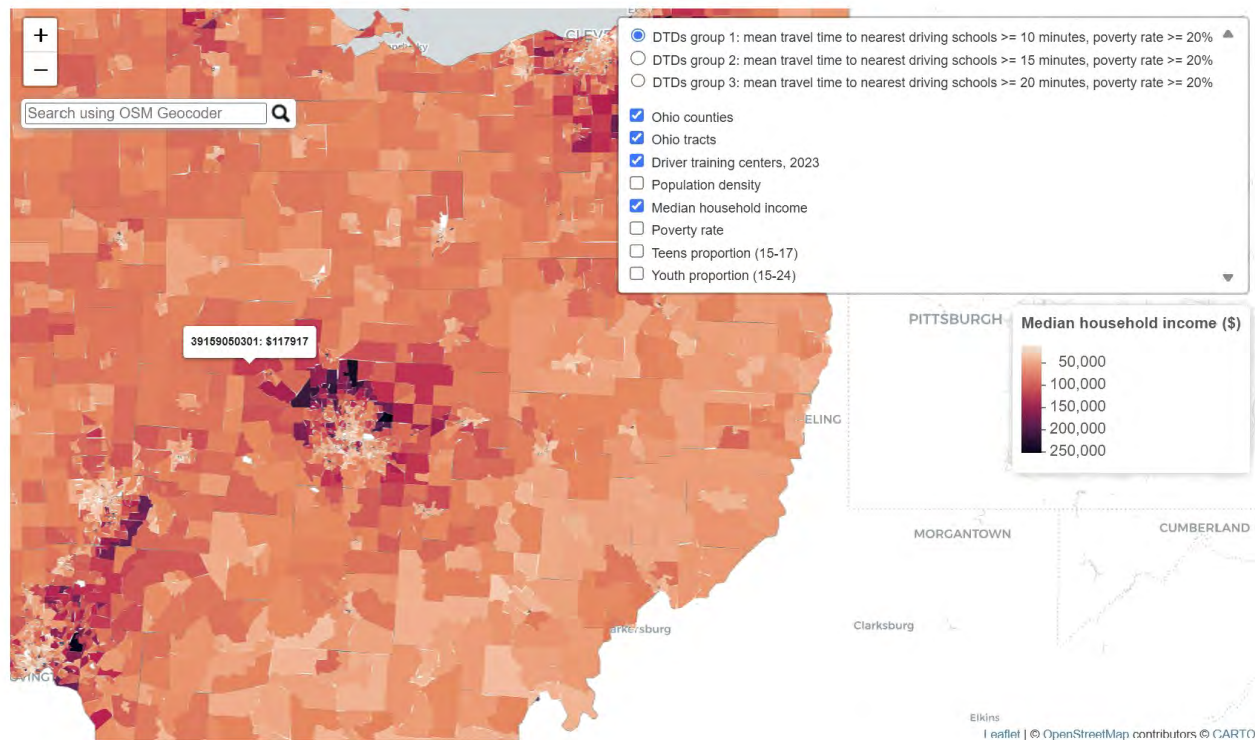 +
−
Search using OSM Geocoder
DTDs group 1: mean travel time to nearest driving schools >= 10 minutes, poverty rate >= 20%
DTDs group 2: mean travel time to nearest driving schools >= 15 minutes, poverty rate >= 20%
DTDs group 3: mean travel time to nearest driving schools >= 20 minutes, poverty rate >= 20%
Ohio counties
Ohio tracts
Driver training centers, 2023
Population density
Median household income
Poverty rate
Teens proportion (15-17)
Youth proportion (15-24)
CLEV
PITTSBURGH
Median household income ($)
50,000
100,000
150,000
200,000
250,000
39159050301: $117917
ELING
MORGANTOWN
CUMBERLAND
arkersburg
Clarksburg
VINGT
Elkins
Leaflet | © OpenStreetMap contributors © CARTO